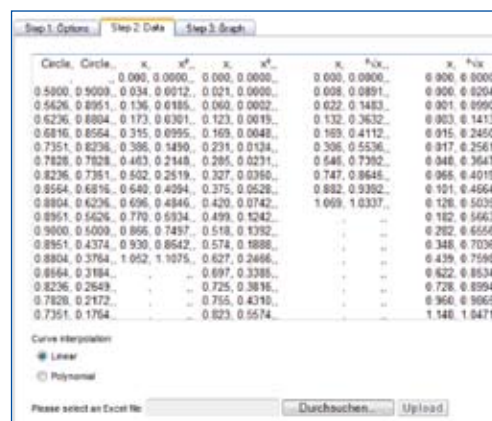 Step 1: Options Step 2: Data Step 3: Graph
Circle, Circle,, x, x²,, x, x³,, x, ²√x,, x, ³√x
, ,, 0.000, 0.0000,, 0.000, 0.0000,, 0.000, 0.0000,, 0.000 0.0000
0.5000, 0.9000,, 0.034, 0.0012,, 0.021, 0.0000,, 0.008, 0.0891,, 0.000, 0.0204
0.5626, 0.8951,, 0.136, 0.0185,, 0.060, 0.0002,, 0.022, 0.1483,, 0.001, 0.0990
0.6236, 0.8804,, 0.173, 0.0301,, 0.123, 0.0019,, 0.132, 0.3632,, 0.003, 0.1413
0.6816, 0.8564,, 0.315, 0.0995,, 0.169, 0.0048,, 0.169, 0.4112,, 0.015, 0.2450
0.7351, 0.8236,, 0.386, 0.1490,, 0.231, 0.0124,, 0.306, 0.5536,, 0.017, 0.2561
0.7828, 0.7828,, 0.463, 0.2148,, 0.285, 0.0231,, 0.546, 0.7392,, 0.048, 0.3647
0.8236, 0.7351,, 0.502, 0.2519,, 0.327, 0.0350,, 0.747, 0.8645,, 0.065, 0.4019
0.8564, 0.6816,, 0.640, 0.4094,, 0.375, 0.0528,, 0.882, 0.9392,, 0.101, 0.4664
0.8804, 0.6236,, 0.696, 0.4846,, 0.420, 0.0742,, 1.069, 1.0337,, 0.128, 0.5039
0.8951, 0.5626,, 0.770, 0.5934,, 0.499, 0.1242,, , ,, 0.182, 0.5667
0.9000, 0.5000,, 0.866, 0.7497,, 0.518, 0.1392,, , ,, 0.282, 0.6556
0.8951, 0.4374,, 0.930, 0.8642,, 0.574, 0.1888,, , ,, 0.348, 0.7036
0.8804, 0.3764,, 1.052, 1.1075,, 0.627, 0.2466,, , ,, 0.439, 0.7598
0.8564, 0.3184,, , ,, 0.697, 0.3385,, , ,, 0.622, 0.8534
0.8236, 0.2649,, , ,, 0.725, 0.3816,, , ,, 0.728, 0.8994
0.7828, 0.2172,, , ,, 0.755, 0.4310,, , ,, 0.960, 0.9865
0.7351, 0.1764,, , ,, 0.823, 0.5574,, , ,, 1.148, 1.0471
Curve interpolation
Linear
Polynomial
Please select an Excel file Durchsuchen... Upload